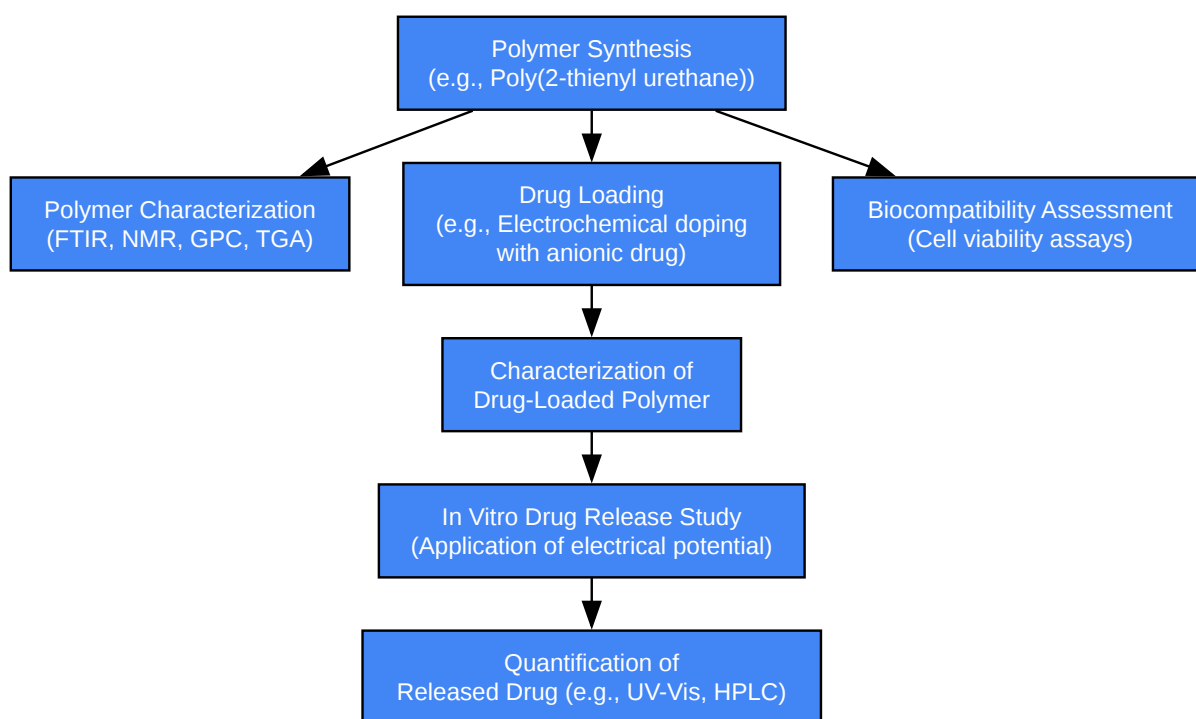 Polymer Synthesis
(e.g., Poly(2-thienyl urethane))
Polymer Characterization
(FTIR, NMR, GPC, TGA)
Drug Loading
(e.g., Electrochemical doping
with anionic drug)
Biocompatibility Assessment
(Cell viability assays)
Characterization of
Drug-Loaded Polymer
In Vitro Drug Release Study
(Application of electrical potential)
Quantification of
Released Drug (e.g., UV-Vis, HPLC)